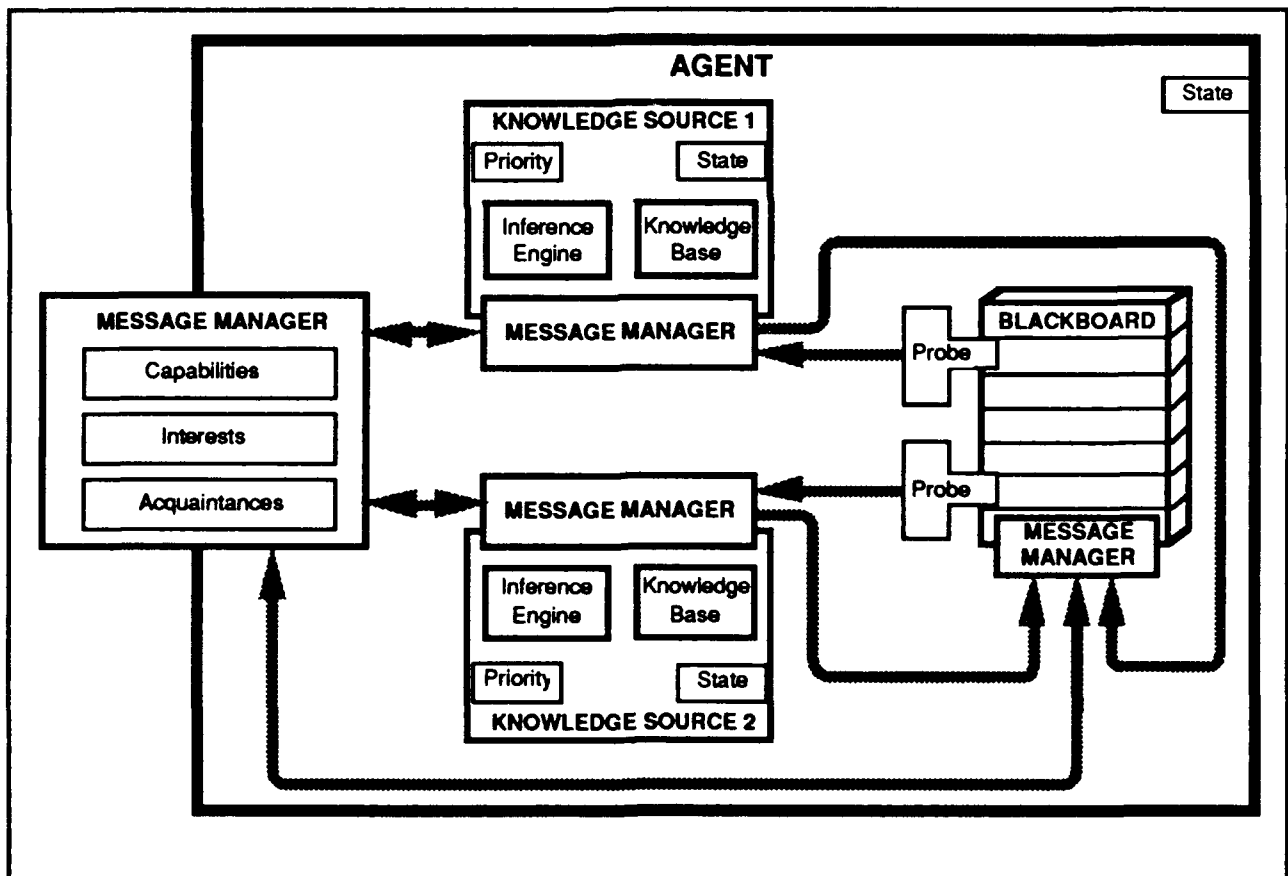 AGENT
State
KNOWLEDGE SOURCE 1
Priority
State
Inference
Engine
Knowledge
Base
MESSAGE MANAGER
MESSAGE MANAGER
Capabilities
Interests
Acquaintances
BLACKBOARD
Probe
Probe
MESSAGE
MANAGER
MESSAGE MANAGER
Inference
Engine
Knowledge
Base
Priority
State
KNOWLEDGE SOURCE 2